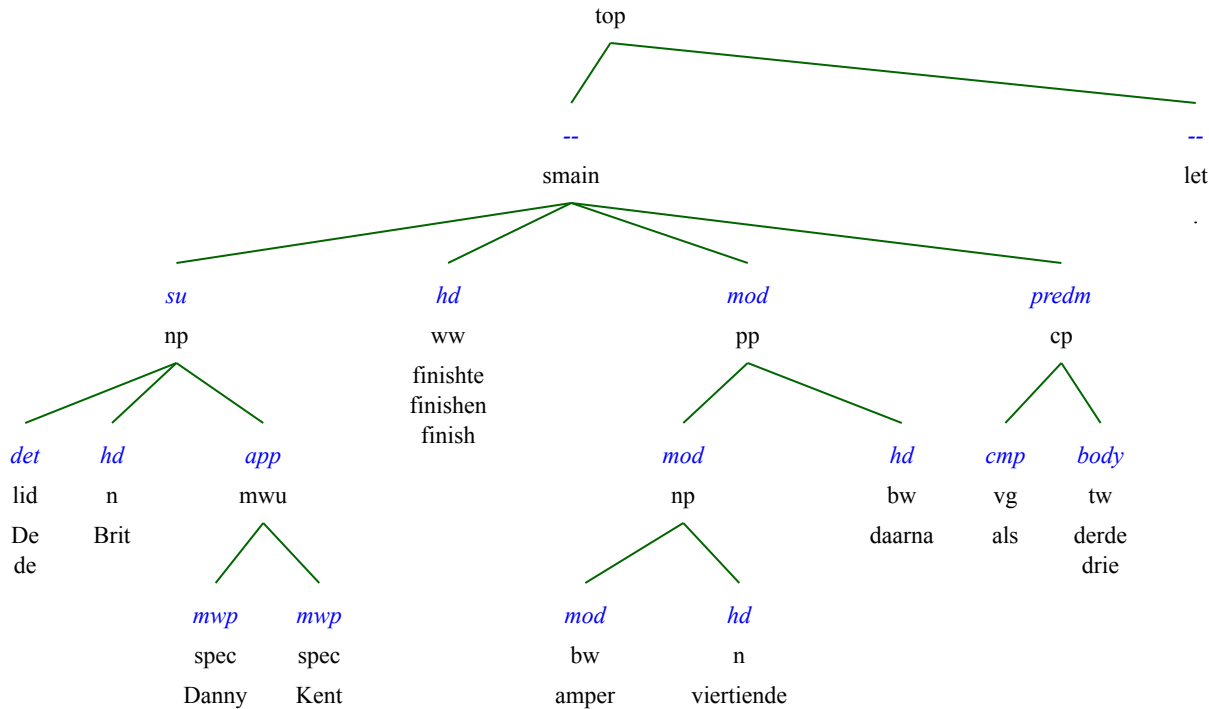 top
-- --
smain let
.
su hd mod predm
np ww pp cp
finishte
finishen
finish
det hd app mod hd cmp body
lid n mwu np bw vg tw
De Brit daarna als derde
de drie
mwp mwp mod hd
spec spec bw n
Danny Kent amper viertiende